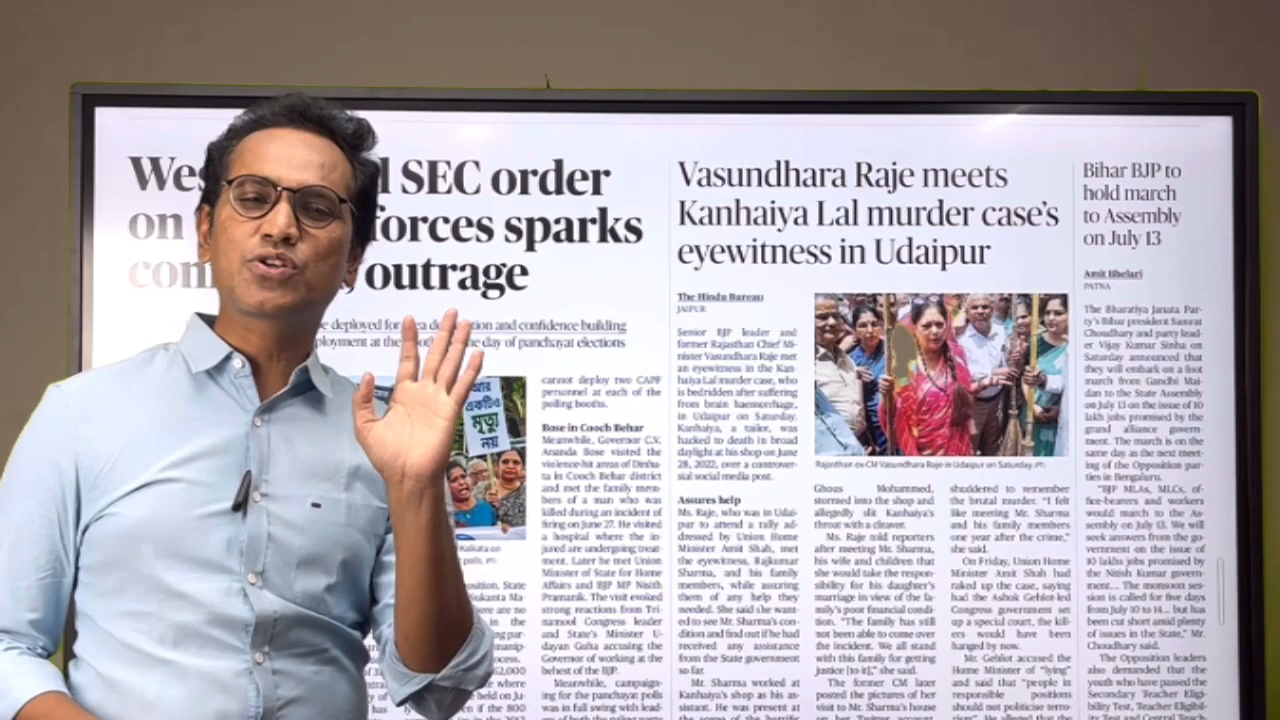 SEC order
on forces sparks
outrage
deployed for
and confidence building
at the
day of panchayat elections
আর
একটিও
মৃত্যু
নয়
Kolkata on
polls. PTI
cannot deploy two CAPF
personnel at each of the
polling booths.
Bose in Cooch Behar
Meanwhile, Governor C.V.
Ananda Bose visited the
violence-hit areas of Dinha-
ta in Cooch Behar district
and met the family mem-
bers of a man who was
killed during an incident of
firing on June 27. He visited
a hospital where the in-
jured are undergoing treat-
ment. Later he met Union
Minister of State for Home
Affairs and BJP MP Nisith
Pramanik. The visit evoked
strong reactions from Tri-
namool Congress leader
and State's Minister U-
dayan Guha accusing the
Governor of working at the
behest of the BJP.
Meanwhile, campaign-
ing for the panchayat polls
was in full swing with lead-
ers of both the ruling party
Vasundhara Raje meets
Kanhaiya Lal murder case's
eyewitness in Udaipur
The Hindu Bureau
JAIPUR
Senior BJP leader and
former Rajasthan Chief Mi-
nister Vasundhara Raje met
an eyewitness in the Kan-
haiya Lal murder case, who
is bedridden after suffering
from brain haemorrhage,
in Udaipur on Saturday.
Kanhaiya, a tailor, was
hacked to death in broad
daylight at his shop on June
28, 2022, over a controver-
sial social media post.
Assures help
Ms. Raje, who was in Udai-
pur to attend a rally ad-
dressed by Union Home
Minister Amit Shah, met
the eyewitness, Rajkumar
Sharma, and his family
members, while assuring
them of any help they
needed. She said she want-
ed to see Mr. Sharma's con-
dition and find out if he had
received any assistance
from the State government
so far.
Mr. Sharma worked at
Kanhaiya's shop as his as-
sistant. He was present at
the scene of the horrific
Rajasthan ex-CM Vasundhara Raje in Udaipur on Saturday. PTI
Ghous Mohammed,
stormed into the shop and
allegedly slit Kanhaiya's
throat with a cleaver.
Ms. Raje told reporters
after meeting Mr. Sharma,
his wife and children that
she would take the respon-
sibility for his daughter's
marriage in view of the fa-
mily's poor financial condi-
tion. "The family has still
not been able to come over
the incident. We all stand
with this family for getting
justice [to it]," she said.
The former CM later
posted the pictures of her
visit to Mr. Sharma's house
on her Twitter account,
shuddered to remember
the brutal murder. "I felt
like meeting Mr. Sharma
and his family members
one year after the crime,"
she said.
On Friday, Union Home
Minister Amit Shah had
raked up the case, saying
had the Ashok Gehlot-led
Congress government set
up a special court, the kill-
ers would have been
hanged by now.
Mr. Gehlot accused the
Home Minister of "lying"
and said that "people in
responsible positions
should not politicise terro-
rism". He alleged the
Bihar BJP to
hold march
to Assembly
on July 13
Amit Bhelari
PATNA
The Bharatiya Janata Par-
ty's Bihar president Samrat
Choudhary and party lead-
er Vijay Kumar Sinha on
Saturday announced that
they will embark on a foot
march from Gandhi Mai-
dan to the State Assembly
on July 13 on the issue of 10
lakh jobs promised by the
grand alliance govern-
ment. The march is on the
same day as the next meet-
ing of the Opposition par-
ties in Bengaluru.
"BJP MLAs, MLCs, of-
fice-bearers and workers
would march to the As-
sembly on July 13. We will
seek answers from the go-
vernment on the issue of
10 lakhs jobs promised by
the Nitish Kumar govern-
ment... The monsoon ses-
sion is called for five days
from July 10 to 14... but has
been cut short amid plenty
of issues in the State," Mr.
Choudhary said.
The Opposition leaders
also demanded that the
youth who have passed the
Secondary Teacher Eligi-
bility Test, Teacher Eligibil-